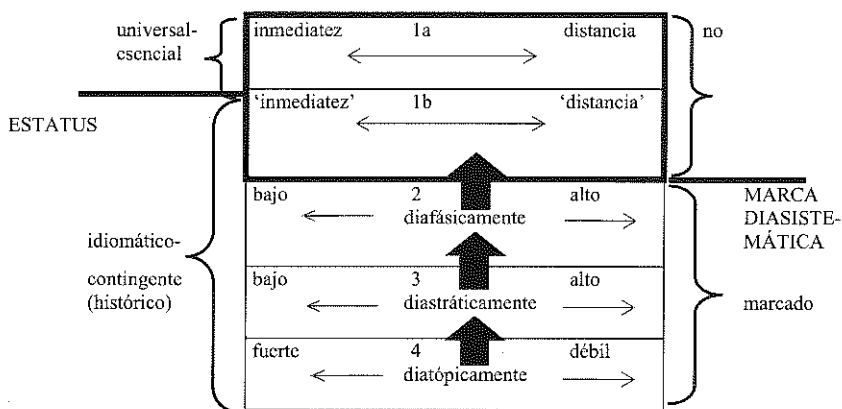 universal-
esencial
inmediatez 1a distancia
no
'inmediatez' 1b 'distancia'
ESTATUS
bajo 2 alto
diafásicamente
MARCA
DIASISTE-
MÁTICA
idiomático-
contingente
(histórico)
bajo 3 alto
diastráticamente
marcado
fuerte 4 débil
diatópicamente